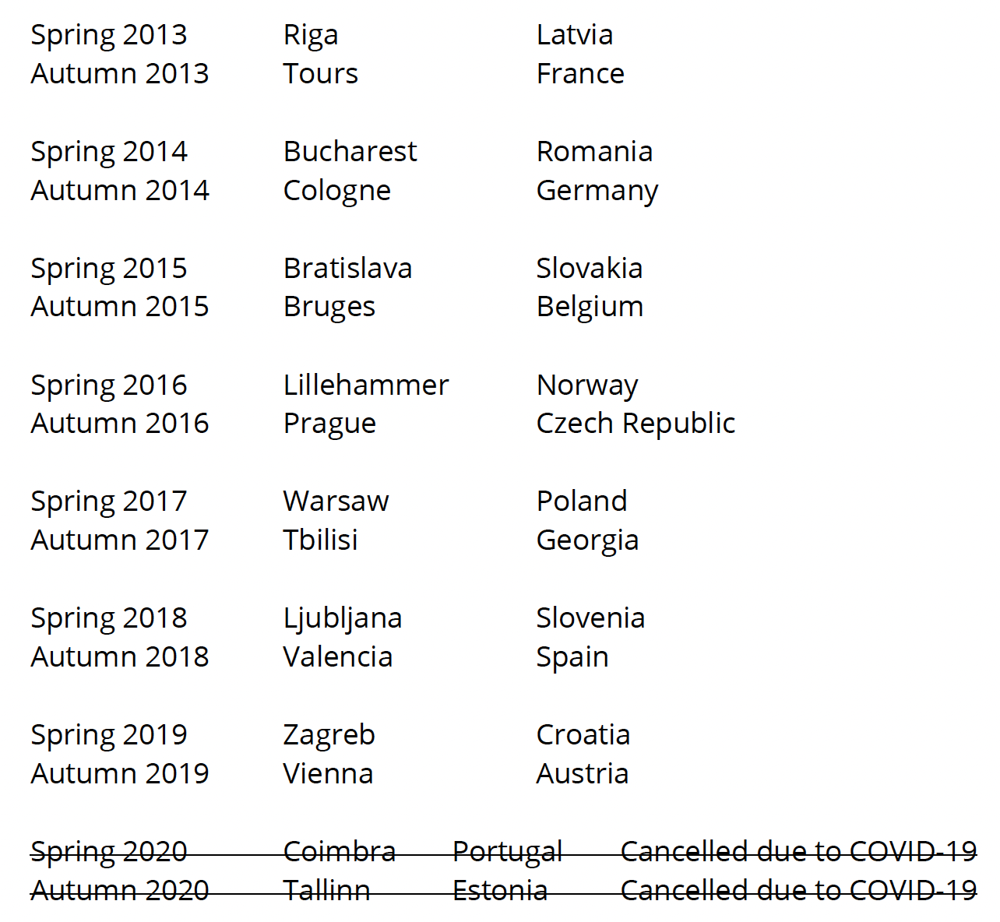 Spring 2013 Riga Latvia
Autumn 2013 Tours France
Spring 2014 Bucharest Romania
Autumn 2014 Cologne Germany
Spring 2015 Bratislava Slovakia
Autumn 2015 Bruges Belgium
Spring 2016 Lillehammer Norway
Autumn 2016 Prague Czech Republic
Spring 2017 Warsaw Poland
Autumn 2017 Tbilisi Georgia
Spring 2018 Ljubljana Slovenia
Autumn 2018 Valencia Spain
Spring 2019 Zagreb Croatia
Autumn 2019 Vienna Austria
Spring 2020 Coimbra Portugal Cancelled due to COVID-19
Autumn 2020 Tallinn Estonia Cancelled due to COVID-19